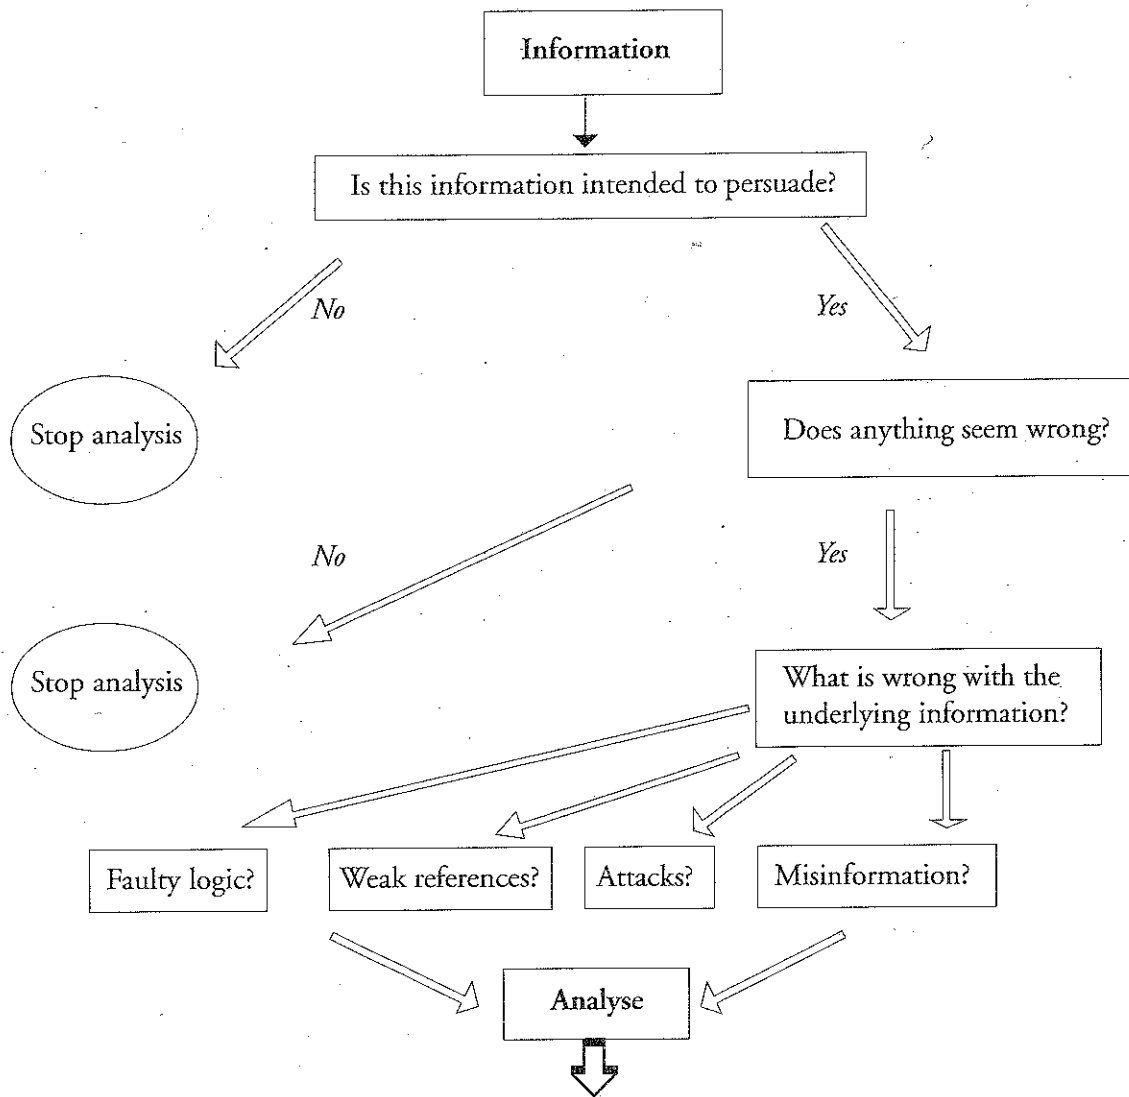 Information
Is this information intended to persuade?
No
Yes
Stop analysis
Does anything seem wrong?
No
Yes
Stop analysis
What is wrong with the
underlying information?
Faulty logic?
Weak references?
Attacks?
Misinformation?
Analyse